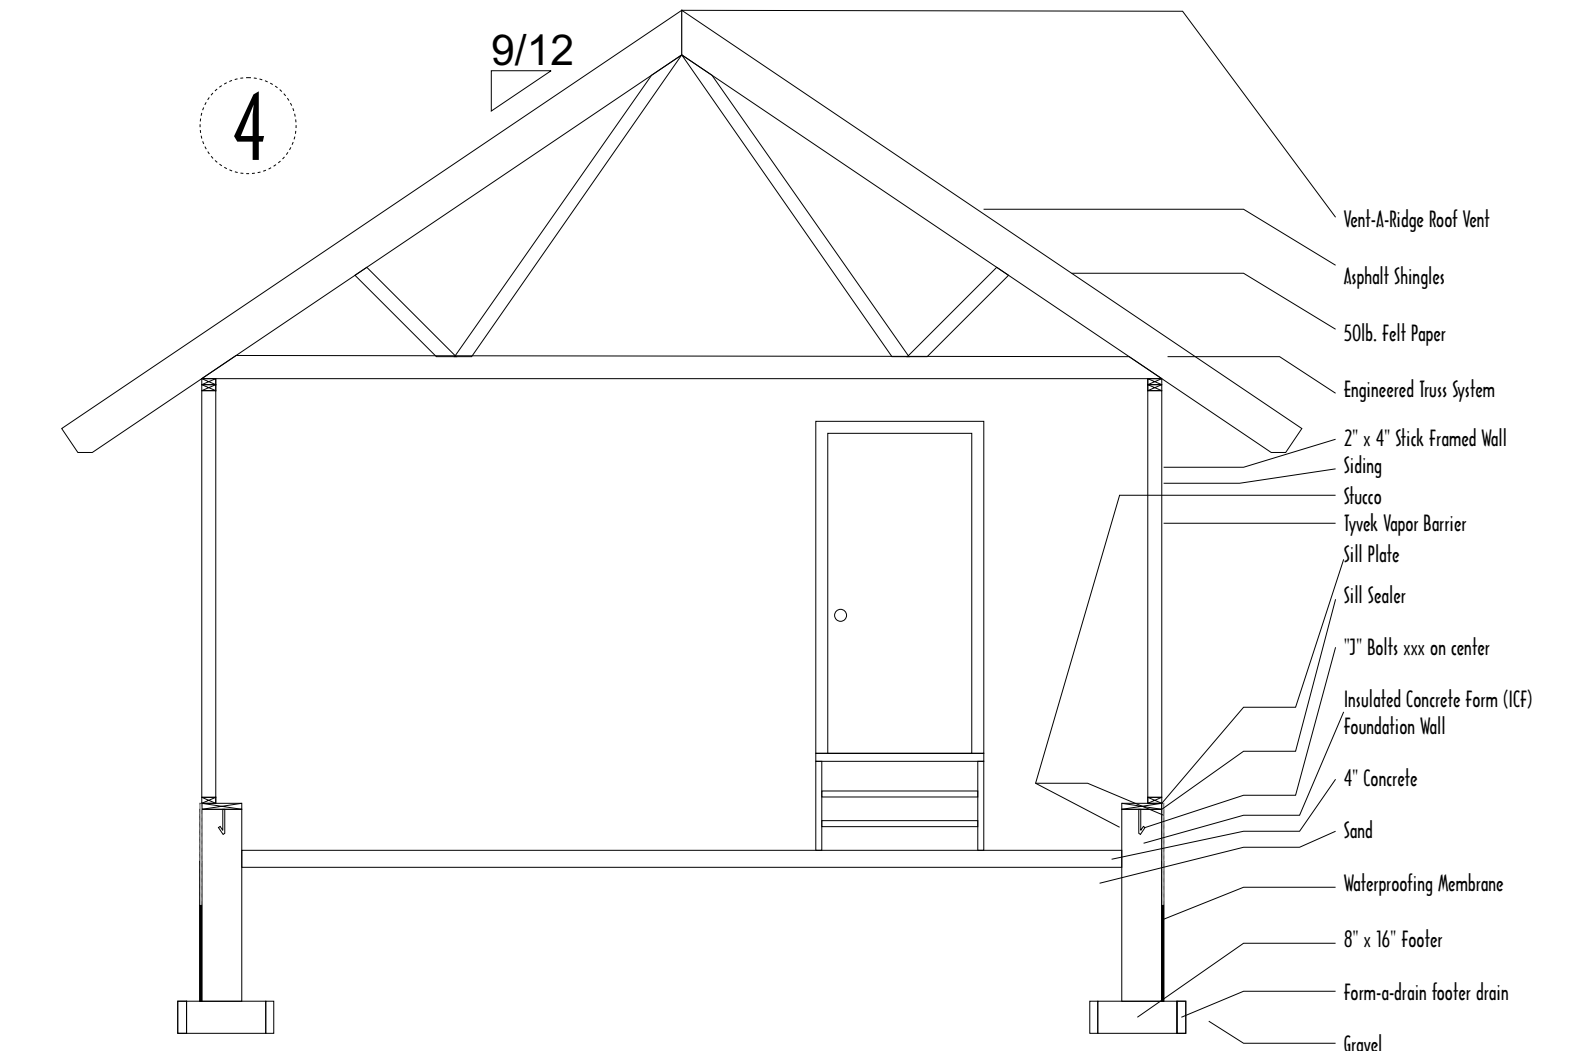 9/12
4
Vent-A-Ridge Roof Vent
Asphalt Shingles
50lb. Felt Paper
Engineered Truss System
2" x 4" Stick Framed Wall
Siding
Stucco
Tyvek Vapor Barrier
Sill Plate
Sill Sealer
"J" Bolts xxx on center
Insulated Concrete Form (ICF)
Foundation Wall
4" Concrete
Sand
Waterproofing Membrane
8" x 16" Footer
Form-a-drain footer drain
Gravel